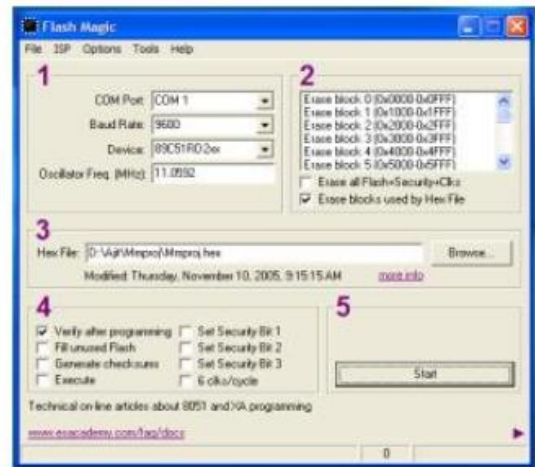 Flash Magic
File ISP Options Tools Help
1
COM Port: COM 1
Baud Rate: 9600
Device: 89C51RD2xx
Oscillator Freq. (MHz): 11.0592
2
Erase block 0 (0x0000-0x0FFF)
Erase block 1 (0x1000-0x1FFF)
Erase block 2 (0x2000-0x2FFF)
Erase block 3 (0x3000-0x3FFF)
Erase block 4 (0x4000-0x4FFF)
Erase block 5 (0x5000-0x5FFF)
Erase all Flash+Security+Clks
Erase blocks used by Hex File
3
Hex File: Browse...
Modified: Thursday, November 10, 2005, 9:15:15 AM more info
4
Verify after programming Set Security Bit 1
Fill unused Flash Set Security Bit 2
Generate checksums Set Security Bit 3
Execute 6 clks/cycle
5
Start
Technical on-line articles about 8051 and XA programming
www.esacademy.com/faq/docs
0